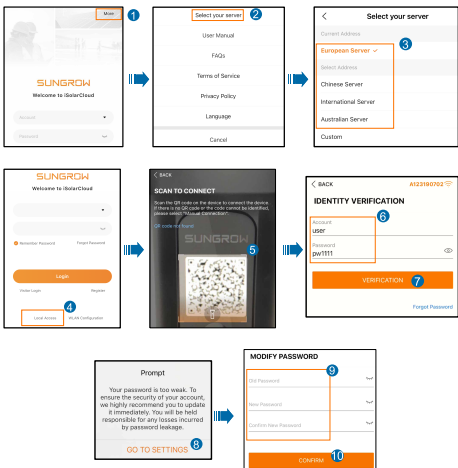 More
1
SUNGROW
Welcome to iSolarCloud
Account
Password
Select your server
2
User Manual
FAQs
Terms of Service
Privacy Policy
Language
Cancel
Select your server
Current Address
European Server
3
Select Address
Chinese Server
International Server
Australian Server
Custom
SUNGROW
Welcome to iSolarCloud
Remember Password
Forgot Password
Login
Visitor Login
Register
4
Local Access
WLAN Configuration
BACK
SCAN TO CONNECT
Scan the QR code on the device to connect the device.
If there is no QR code or the code cannot be identified,
please select "Manual Connection".
QR code not found
SUNGROW
5
BACK
A123190702
IDENTITY VERIFICATION
6
Account
user
Password
pw1111
VERIFICATION
7
Forgot Password
Prompt
Your password is too weak. To
ensure the security of your account,
we highly recommend you to update
it immediately. You will be held
responsible for any losses incurred
by password leakage.
GO TO SETTINGS
8
MODIFY PASSWORD
9
Old Password
New Password
Confirm New Password
CONFIRM
10